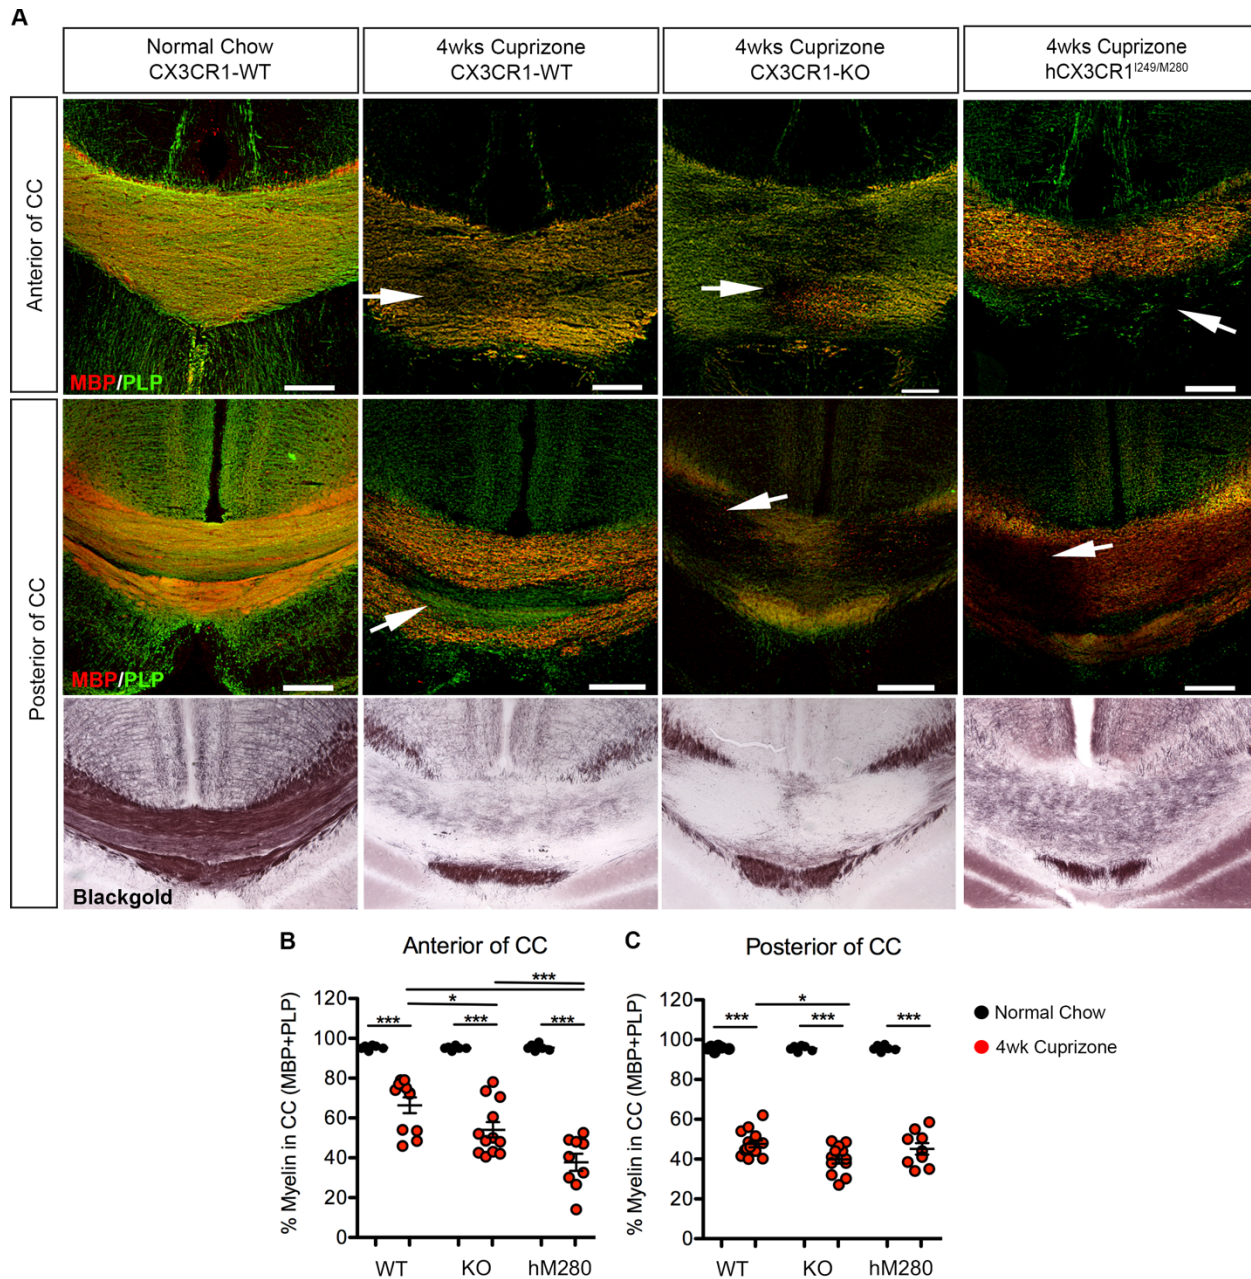 A
Normal Chow
CX3CR1-WT
4wks Cuprizone
CX3CR1-WT
4wks Cuprizone
CX3CR1-KO
4wks Cuprizone
hCX3CR1I249/M280
Anterior of CC
MBP/PLP
Posterior of CC
MBP/PLP
Blackgold
B
Anterior of CC
% Myelin in CC (MBP+PLP)
120
100
80
60
40
20
0
***
*
***
***
***
WT
KO
hM280
C
Posterior of CC
% Myelin in CC (MBP+PLP)
120
100
80
60
40
20
0
*
***
***
***
WT
KO
hM280
Normal Chow
4wk Cuprizone